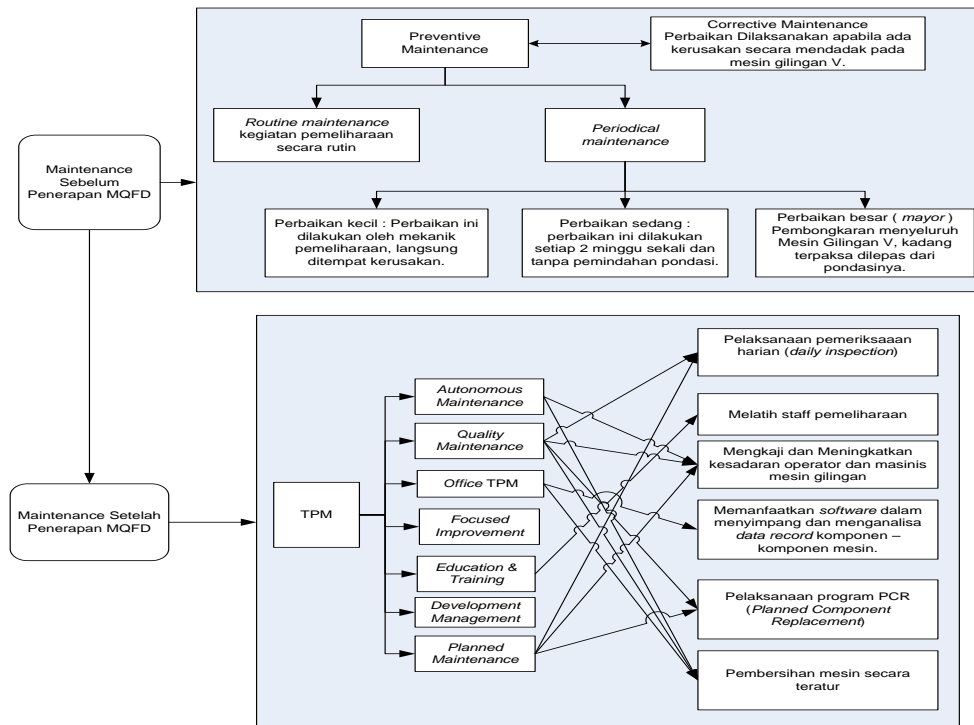 Preventive
Maintenance
Corrective Maintenance
Perbaikan Dilaksanakan apabila ada
kerusakan secara mendadak pada
mesin gilingan V.
Routine maintenance
kegiatan pemeliharaan
secara rutin
Periodical
maintenance
Maintenance
Sebelum
Penerapan MQFD
Perbaikan kecil : Perbaikan ini
dilakukan oleh mekanik
pemeliharaan, langsung
ditempat kerusakan.
Perbaikan sedang :
perbaikan ini dilakukan
setiap 2 minggu sekali dan
tanpa pemindahan pondasi.
Perbaikan besar ( mayor )
Pembongkaran menyeluruh
Mesin Gilingan V, kadang
terpaksa dilepas dari
pondasinya.
Maintenance Setelah
Penerapan MQFD
TPM
Autonomous
Maintenance
Quality
Maintenance
Office TPM
Focused
Improvement
Education &
Training
Development
Management
Planned
Maintenance
Pelaksanaan pemeriksaaan
harian (daily inspection)
Melatih staff pemeliharaan
Mengkaji dan Meningkatkan
kesadaran operator dan masinis
mesin gilingan
Memanfaatkan software dalam
menyimpang dan menganalisa
data record komponen –
komponen mesin.
Pelaksanaan program PCR
(Planned Component
Replacement)
Pembersihan mesin secara
teratur